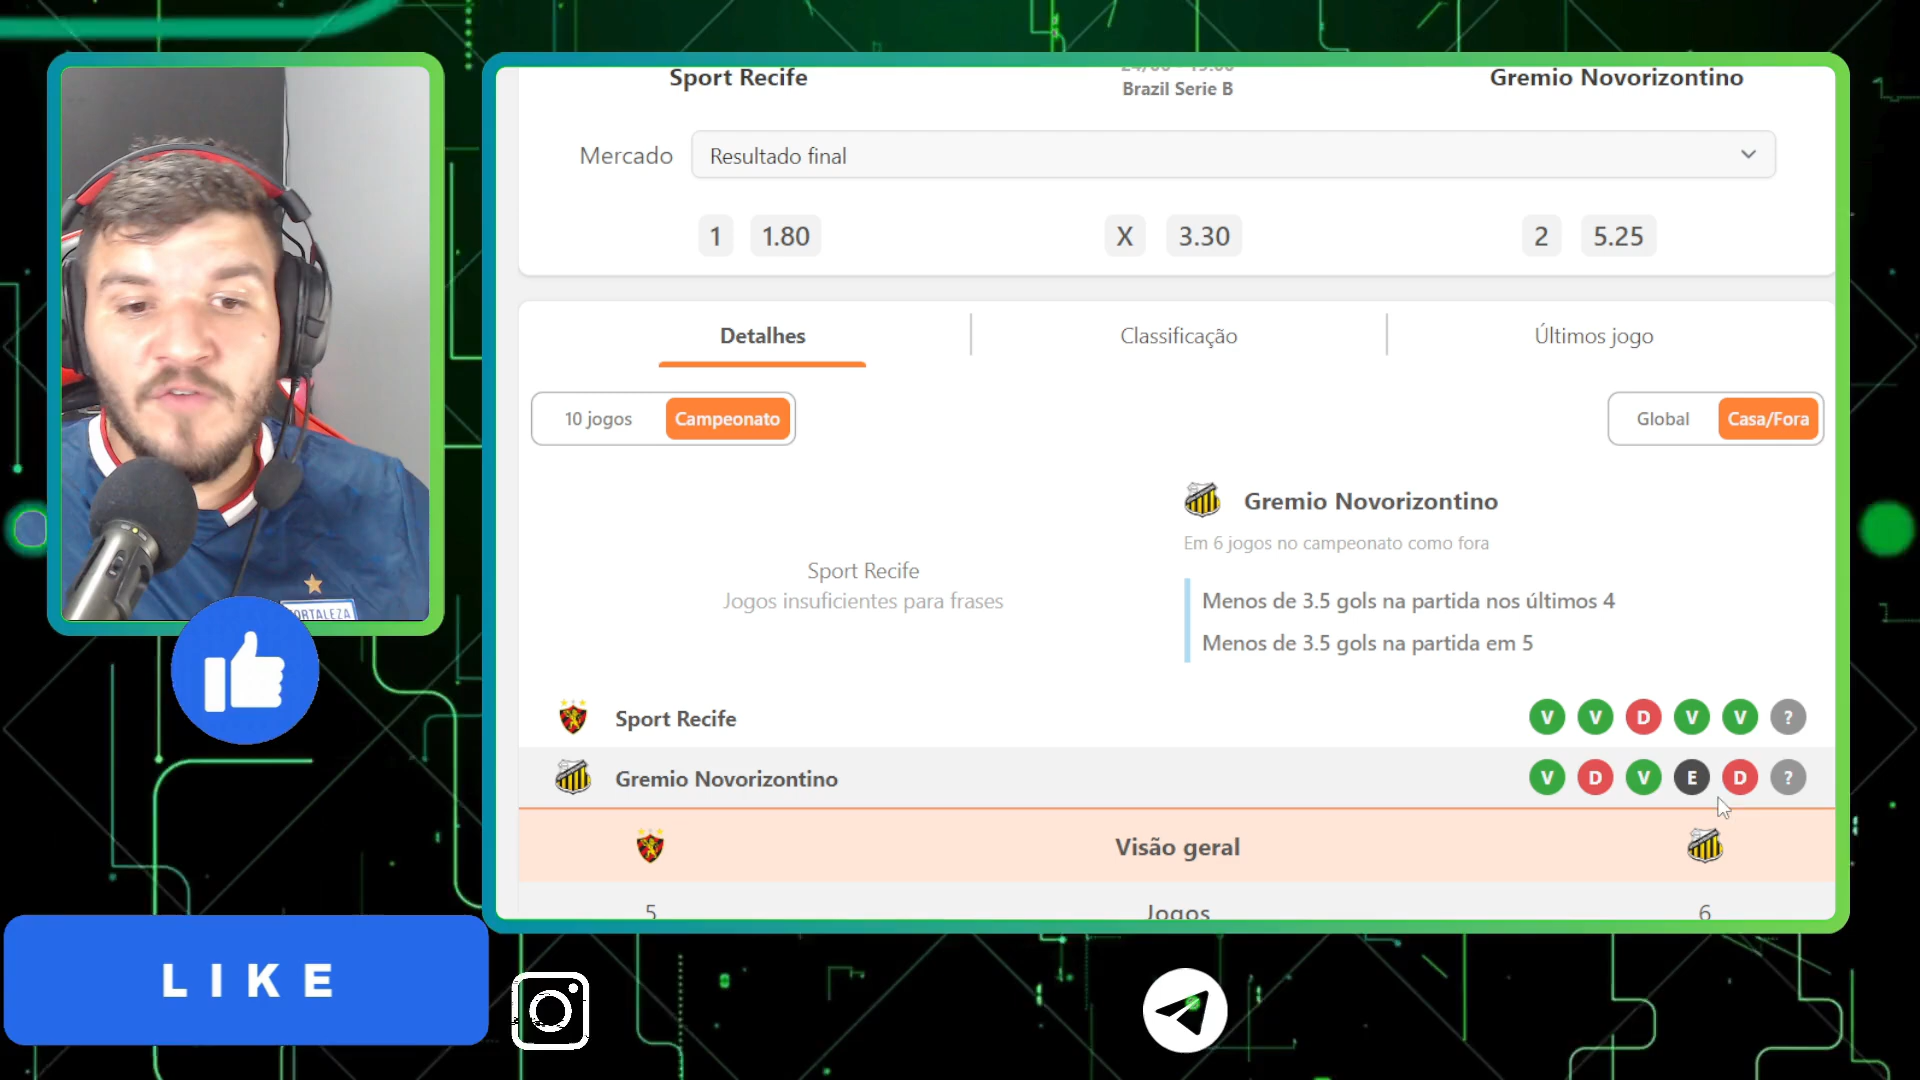 Sport Recife
Brazil Serie B
Gremio Novorizontino
Mercado
Resultado final
1 1.80
X 3.30
2 5.25
Detalhes
Classificação
Últimos jogo
10 jogos
Campeonato
Global
Casa/Fora
Sport Recife
Jogos insuficientes para frases
Gremio Novorizontino
Em 6 jogos no campeonato como fora
Menos de 3.5 gols na partida nos últimos 4
Menos de 3.5 gols na partida em 5
Sport Recife
V V D V V ?
Gremio Novorizontino
V D V E D ?
Visão geral
5
Jogos
6
LIKE